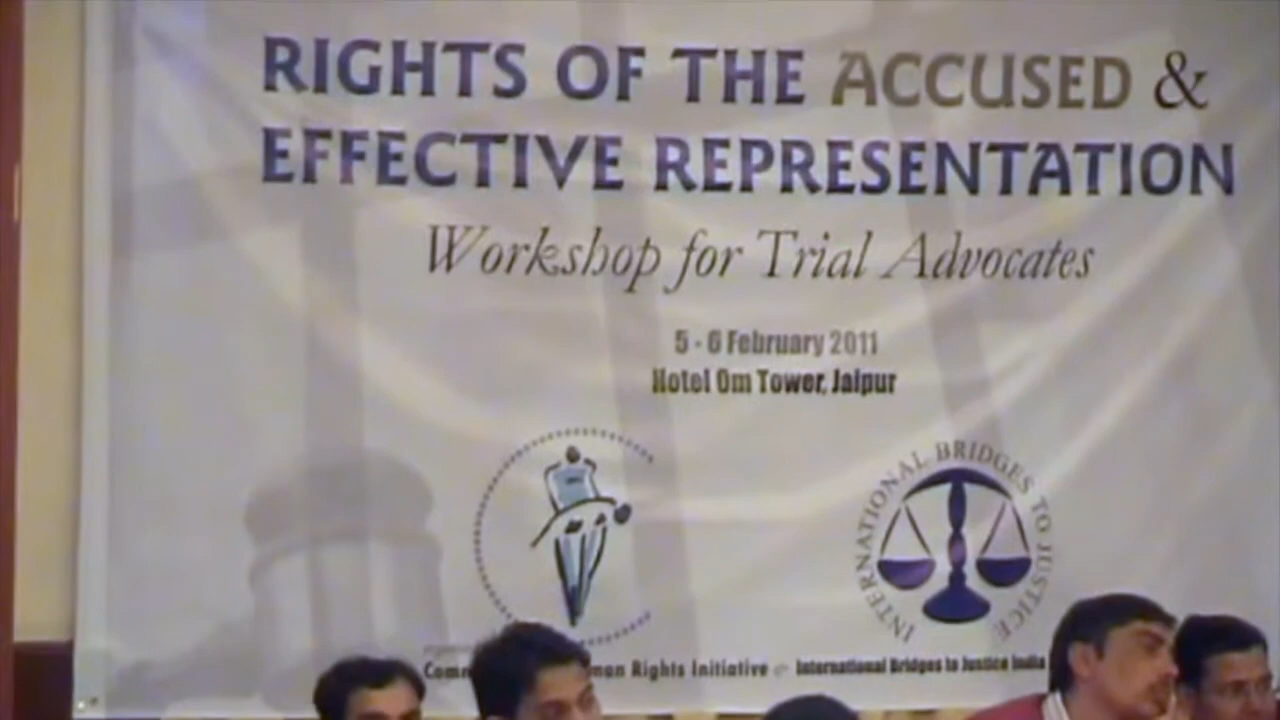 RIGHTS OF THE ACCUSED &
EFFECTIVE REPRESENTATION
Workshop for Trial Advocates
5 - 6 February 2011
Hotel Om Tower, Jaipur
INTERNATIONAL BRIDGES TO JUSTICE
Rights Initiative
International Bridges to Justice India